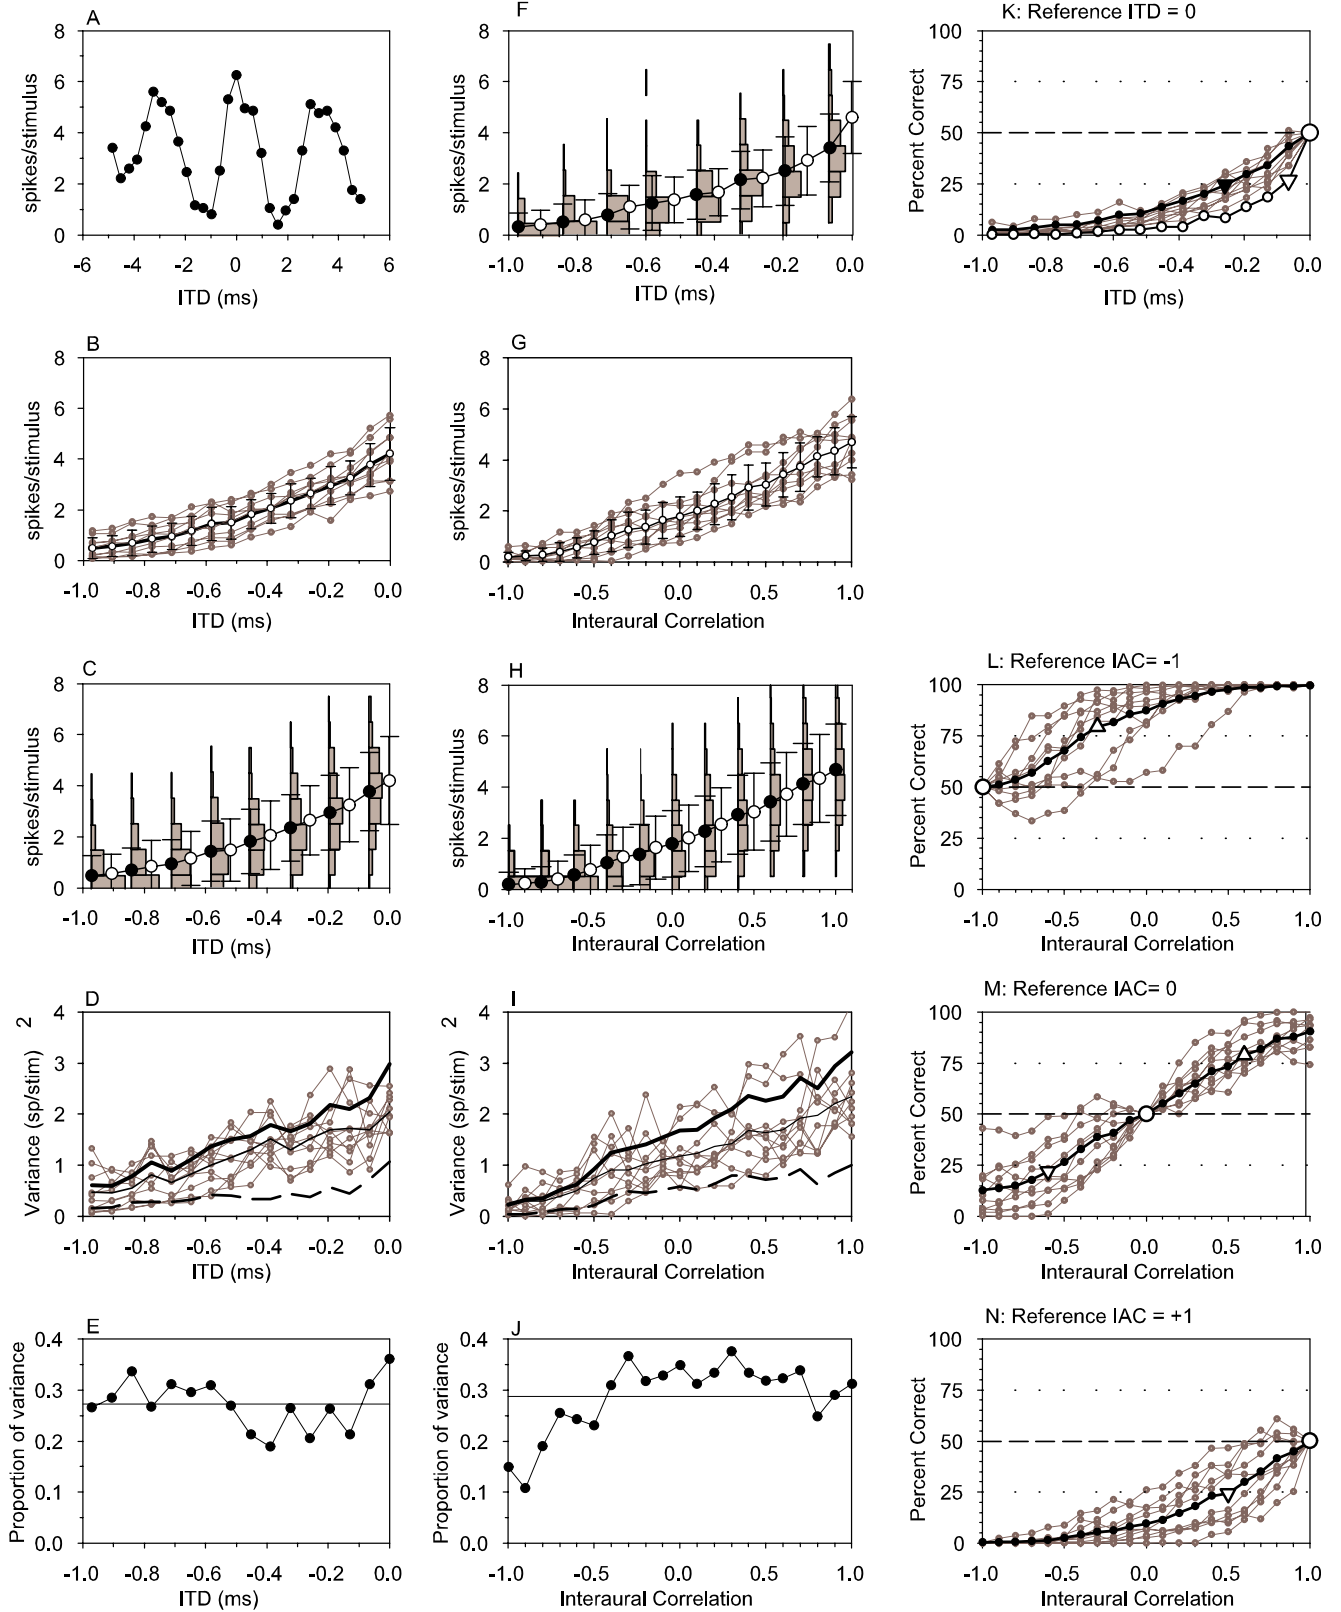 A
8
6
4
2
0
spikes/stimulus
-6 -4 -2 0 2 4 6
ITD (ms)
F
8
6
4
2
0
spikes/stimulus
-1.0 -0.8 -0.6 -0.4 -0.2 0.0
ITD (ms)
K: Reference ITD = 0
100
75
50
25
0
Percent Correct
-1.0 -0.8 -0.6 -0.4 -0.2 0.0
ITD (ms)
B
8
6
4
2
0
spikes/stimulus
-1.0 -0.8 -0.6 -0.4 -0.2 0.0
ITD (ms)
G
8
6
4
2
0
spikes/stimulus
-1.0 -0.5 0.0 0.5 1.0
Interaural Correlation
C
8
6
4
2
0
spikes/stimulus
-1.0 -0.8 -0.6 -0.4 -0.2 0.0
ITD (ms)
H
8
6
4
2
0
spikes/stimulus
-1.0 -0.5 0.0 0.5 1.0
Interaural Correlation
L: Reference IAC= -1
100
75
50
25
0
Percent Correct
-1.0 -0.5 0.0 0.5 1.0
Interaural Correlation
D
4
3
2
1
0
Variance (sp/stim) 2
-1.0 -0.8 -0.6 -0.4 -0.2 0.0
ITD (ms)
I
4
3
2
1
0
Variance (sp/stim) 2
-1.0 -0.5 0.0 0.5 1.0
Interaural Correlation
M: Reference IAC= 0
100
75
50
25
0
Percent Correct
-1.0 -0.5 0.0 0.5 1.0
Interaural Correlation
E
0.4
0.3
0.2
0.1
0.0
Proportion of variance
-1.0 -0.8 -0.6 -0.4 -0.2 0.0
ITD (ms)
J
0.4
0.3
0.2
0.1
0.0
Proportion of variance
-1.0 -0.5 0.0 0.5 1.0
Interaural Correlation
N: Reference IAC = +1
100
75
50
25
0
Percent Correct
-1.0 -0.5 0.0 0.5 1.0
Interaural Correlation